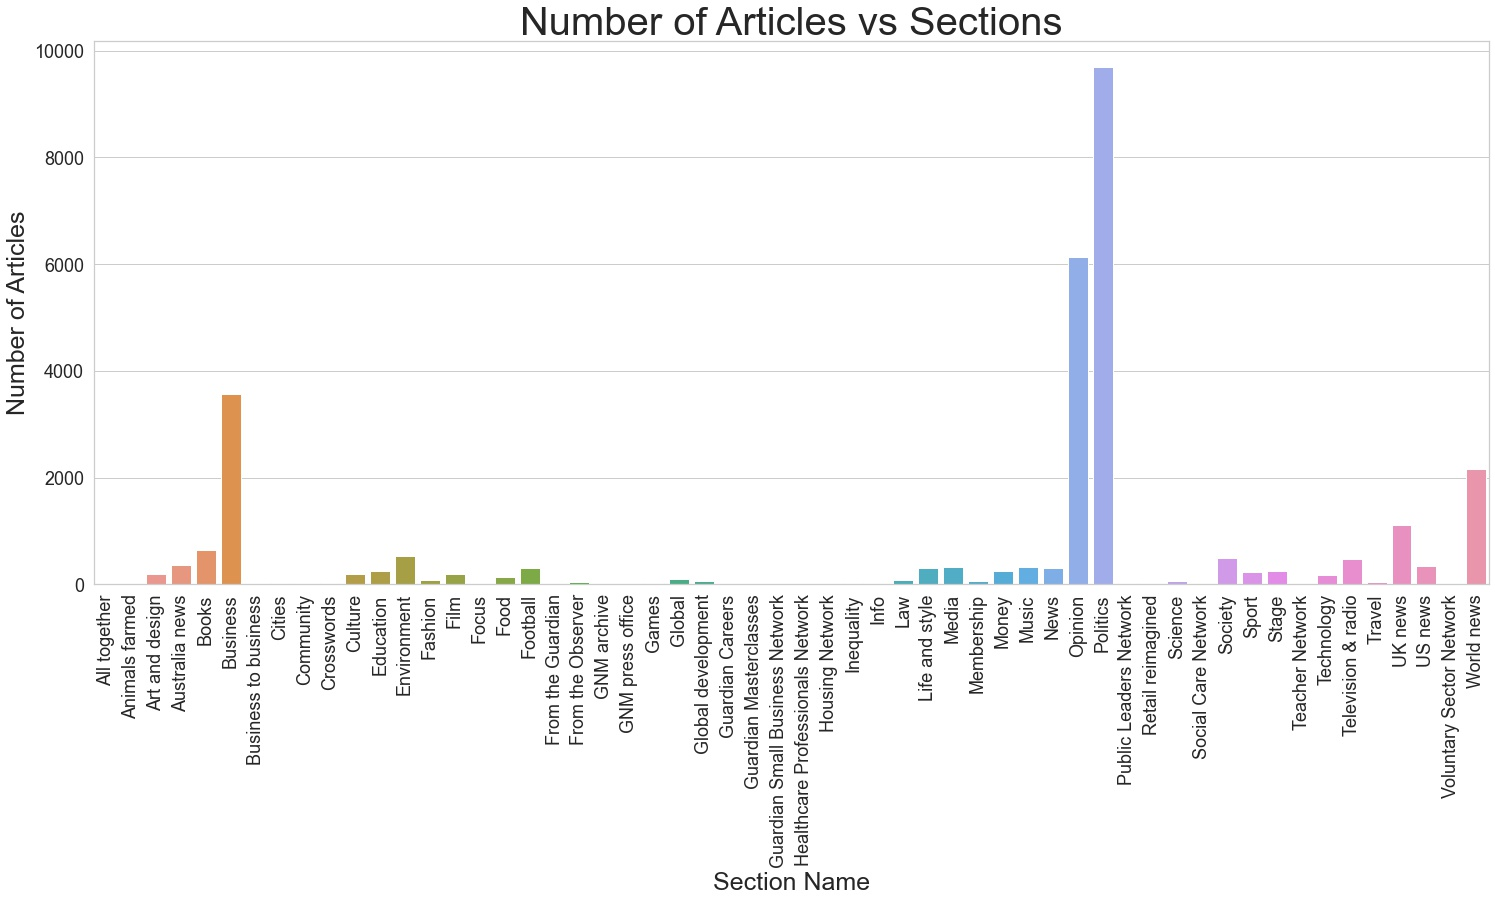 Number of Articles vs Sections
Number of Articles
10000
8000
6000
4000
2000
0
All together
Animals farmed
Art and design
Australia news
Books
Business
Business to business
Cities
Community
Crosswords
Culture
Education
Environment
Fashion
Film
Focus
Food
Football
From the Guardian
From the Observer
GNM archive
GNM press office
Games
Global
Global development
Guardian Careers
Guardian Masterclasses
Guardian Small Business Network
Healthcare Professionals Network
Housing Network
Inequality
Info
Law
Life and style
Media
Membership
Money
Music
News
Opinion
Politics
Public Leaders Network
Retail reimagined
Science
Social Care Network
Society
Sport
Stage
Teacher Network
Technology
Television & radio
Travel
UK news
US news
Voluntary Sector Network
World news
Section Name